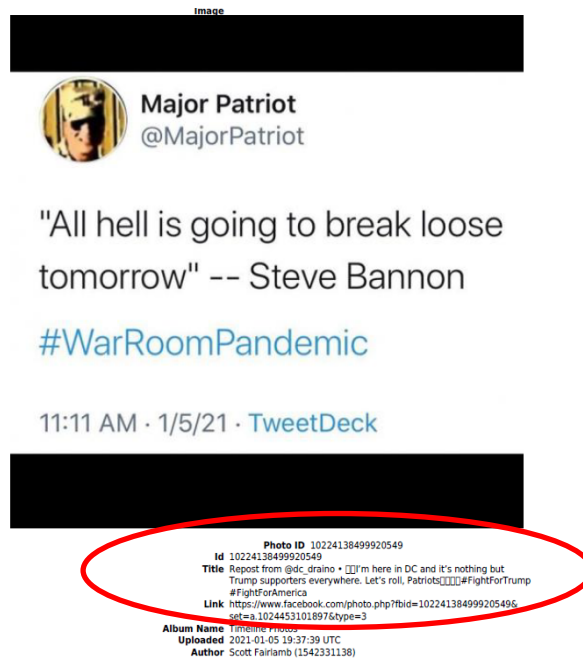 Image
Major Patriot
@MajorPatriot
"All hell is going to break loose
tomorrow" -- Steve Bannon
#WarRoomPandemic
11:11 AM · 1/5/21 · TweetDeck
Photo ID 10224138499920549
Id 10224138499920549
Title Repost from @dc_draino • ▯▯I'm here in DC and it's nothing but
Trump supporters everywhere. Let's roll, Patriots▯▯▯▯#FightForTrump
#FightForAmerica
Link https://www.facebook.com/photo.php?fbid=10224138499920549&
set=a.1024453101897&type=3
Album Name Timeline Photos
Uploaded 2021-01-05 19:37:39 UTC
Author Scott Fairlamb (1542331138)